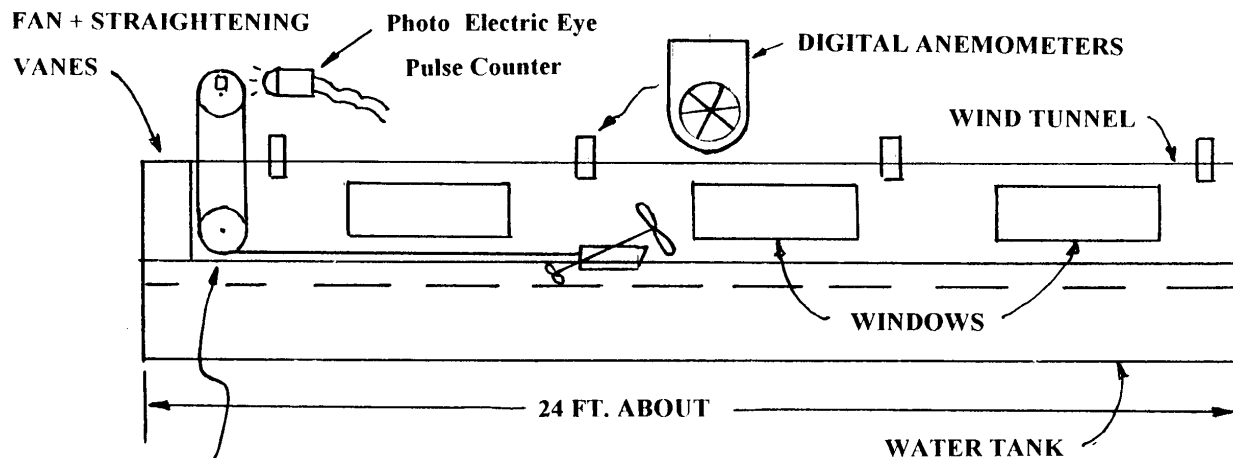 FAN + STRAIGHTENING
VANES
Photo Electric Eye
Pulse Counter
DIGITAL ANEMOMETERS
WIND TUNNEL
WINDOWS
24 FT. ABOUT
WATER TANK